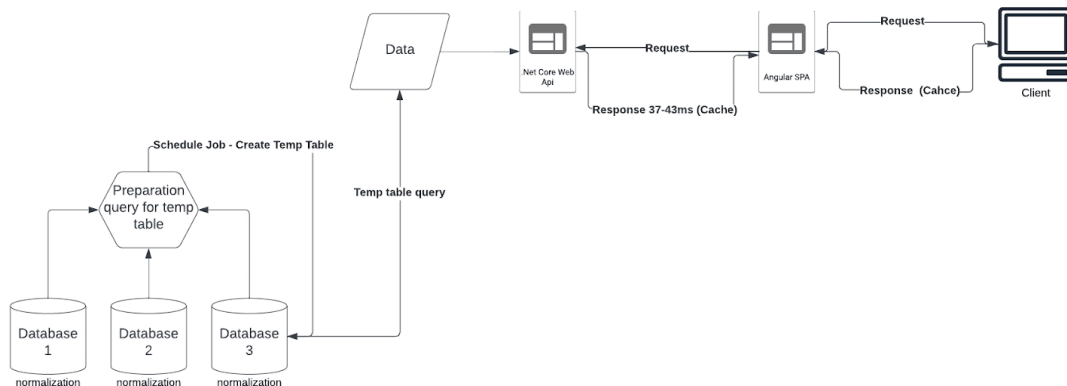 Data
.Net Core Web
Api
Request
Response 37-43ms (Cache)
Angular SPA
Request
Response (Cahce)
Client
Schedule Job - Create Temp Table
Preparation
query for temp
table
Temp table query
Database
1
normalization
Database
2
normalization
Database
3
normalization